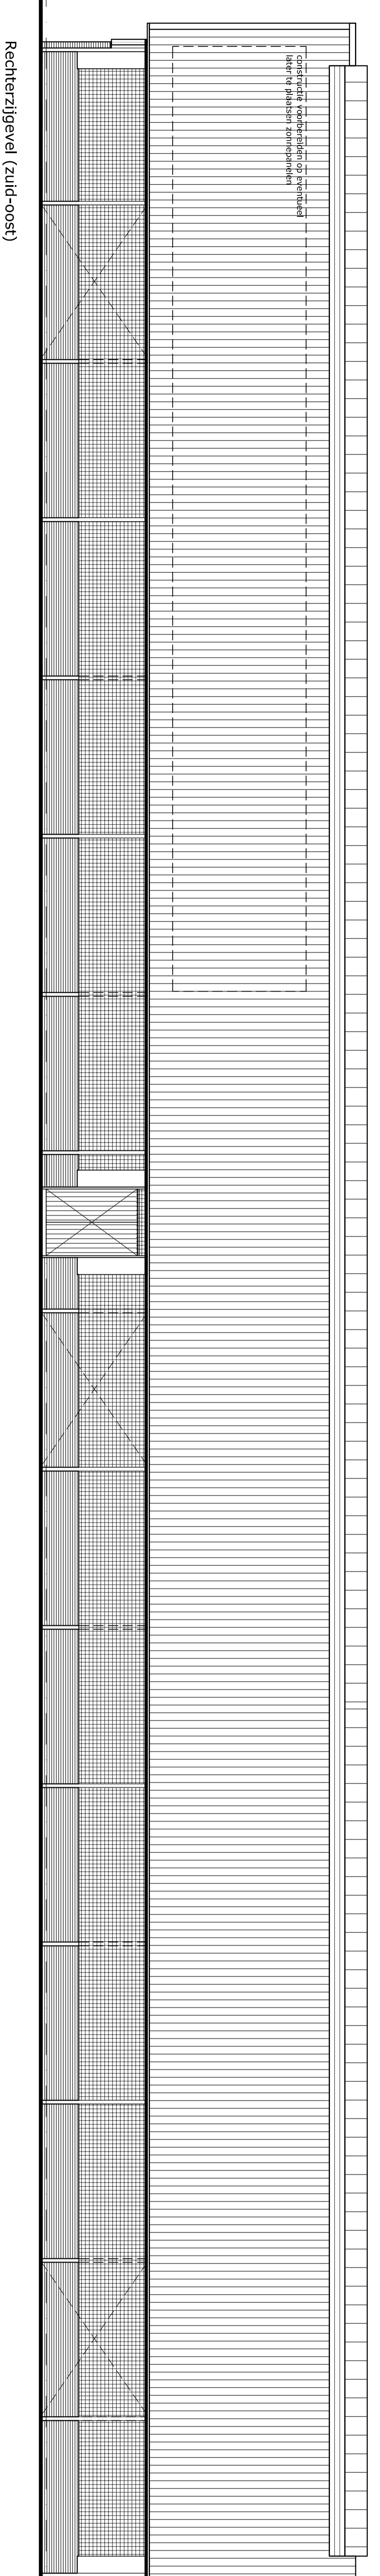 constructie voorbereiden op eventueel
later te plaatsen zonnepanelen
Rechterzijgevel (zuid-oost)